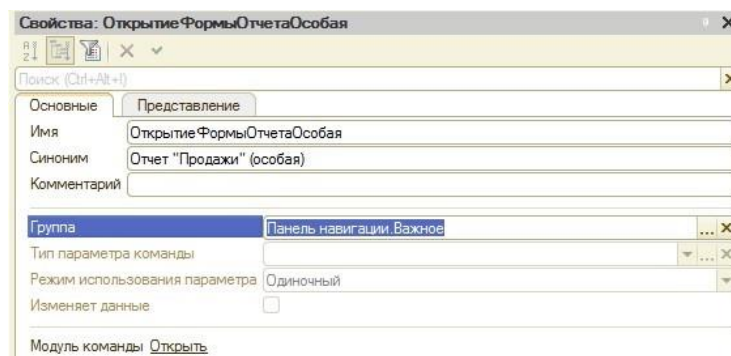 Свойства: ОткрытиеФормыОтчетаОсобая
Поиск (Ctrl+Alt+I)
Основные Представление
Имя ОткрытиеФормыОтчетаОсобая
Синоним Отчет "Продажи" (особая)
Комментарий
Группа Панель навигации.Важное ...
Тип параметра команды ...
Режим использования параметра Одиночный
Изменяет данные
Модуль команды Открыть